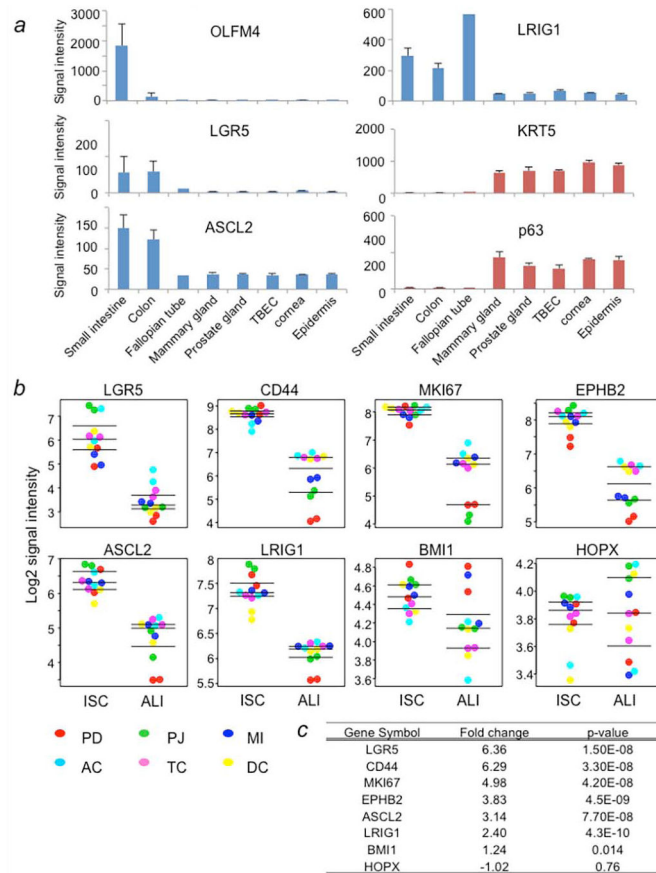 a
OLFM4
Signal intensity
3000
2000
1000
0
LRIG1
600
400
200
0
LGR5
Signal intensity
200
100
0
KRT5
2000
1000
0
ASCL2
Signal intensity
150
100
50
0
p63
600
400
200
0
Small intestine
Colon
Fallopian tube
Mammary gland
Prostate gland
TBEC
cornea
Epidermis
Small intestine
Colon
Fallopian tube
Mammary gland
Prostate gland
TBEC
cornea
Epidermis
b
LGR5 CD44 MKI67 EPHB2
7
6
5
4
3
9
8
7
6
5
4
8
7
6
5
4
8
7
6
5
Log2 signal intensity
ASCL2 LRIG1 BMI1 HOPX
7
6
5
4
7.5
7.0
6.5
6.0
5.5
4.8
4.6
4.4
4.2
4.0
3.8
3.6
4.2
4.0
3.8
3.6
3.4
ISC ALI ISC ALI ISC ALI ISC ALI
PD PJ MI
AC TC DC
c
Gene Symbol Fold change p-value
LGR5 6.36 1.50E-08
CD44 6.29 3.30E-08
MKI67 4.98 4.20E-08
EPHB2 3.83 4.5E-09
ASCL2 3.14 7.70E-08
LRIG1 2.40 4.3E-10
BMI1 1.24 0.014
HOPX -1.02 0.76